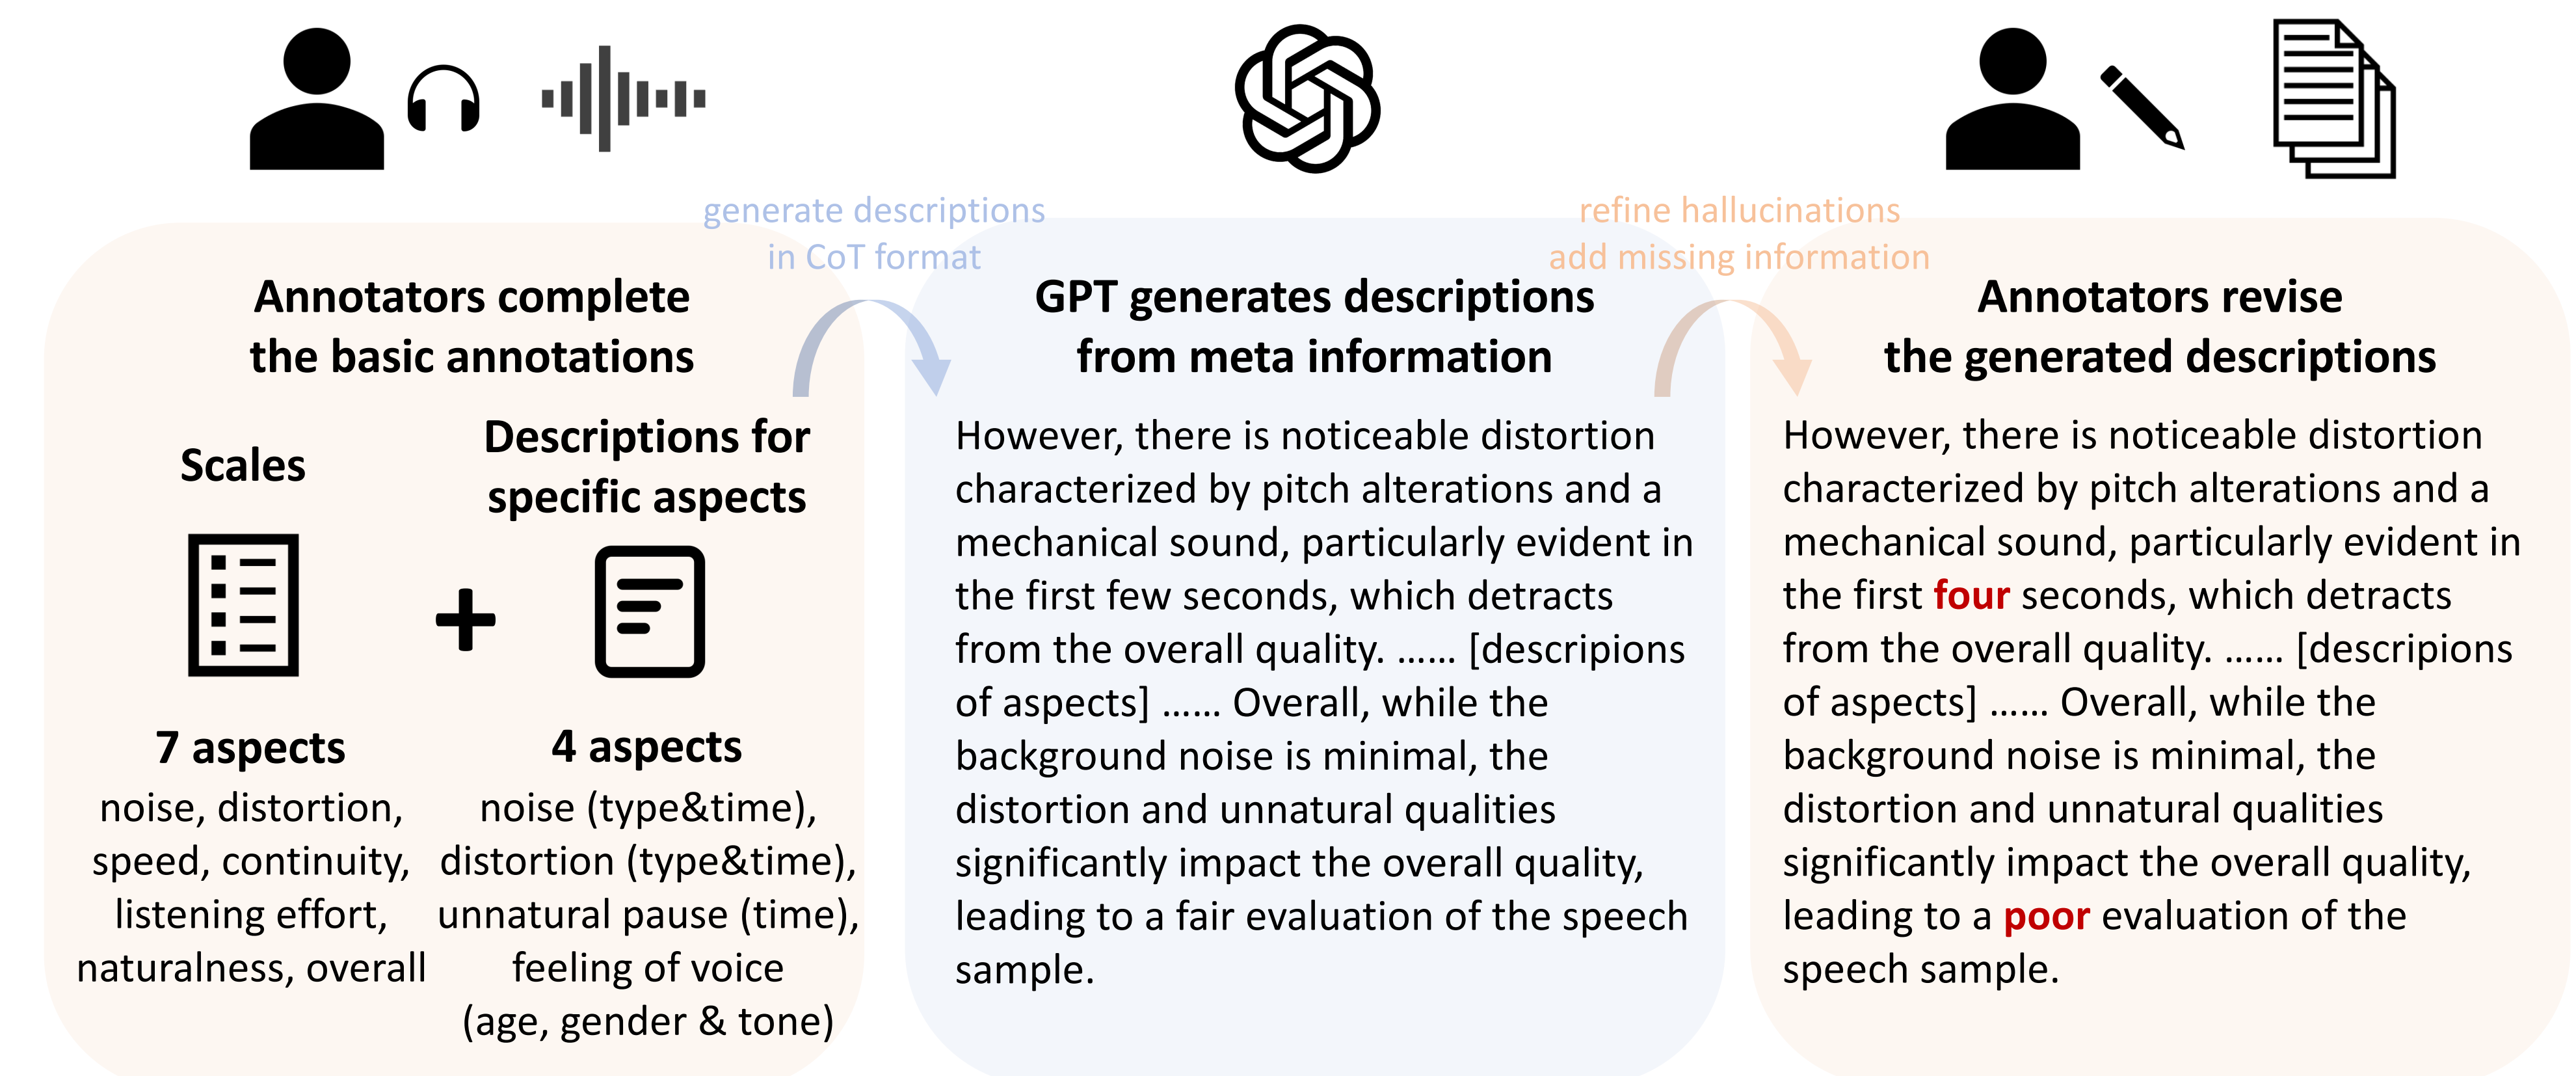 generate descriptions
in CoT format
refine hallucinations
add missing information
Annotators complete
the basic annotations
Scales
Descriptions for
specific aspects
7 aspects
noise, distortion,
speed, continuity,
listening effort,
naturalness, overall
4 aspects
noise (type&time),
distortion (type&time),
unnatural pause (time),
feeling of voice
(age, gender & tone)
GPT generates descriptions
from meta information
However, there is noticeable distortion
characterized by pitch alterations and a
mechanical sound, particularly evident in
the first few seconds, which detracts
from the overall quality. …… [descripions
of aspects] …… Overall, while the
background noise is minimal, the
distortion and unnatural qualities
significantly impact the overall quality,
leading to a fair evaluation of the speech
sample.
Annotators revise
the generated descriptions
However, there is noticeable distortion
characterized by pitch alterations and a
mechanical sound, particularly evident in
the first four seconds, which detracts
from the overall quality. …… [descripions
of aspects] …… Overall, while the
background noise is minimal, the
distortion and unnatural qualities
significantly impact the overall quality,
leading to a poor evaluation of the
speech sample.